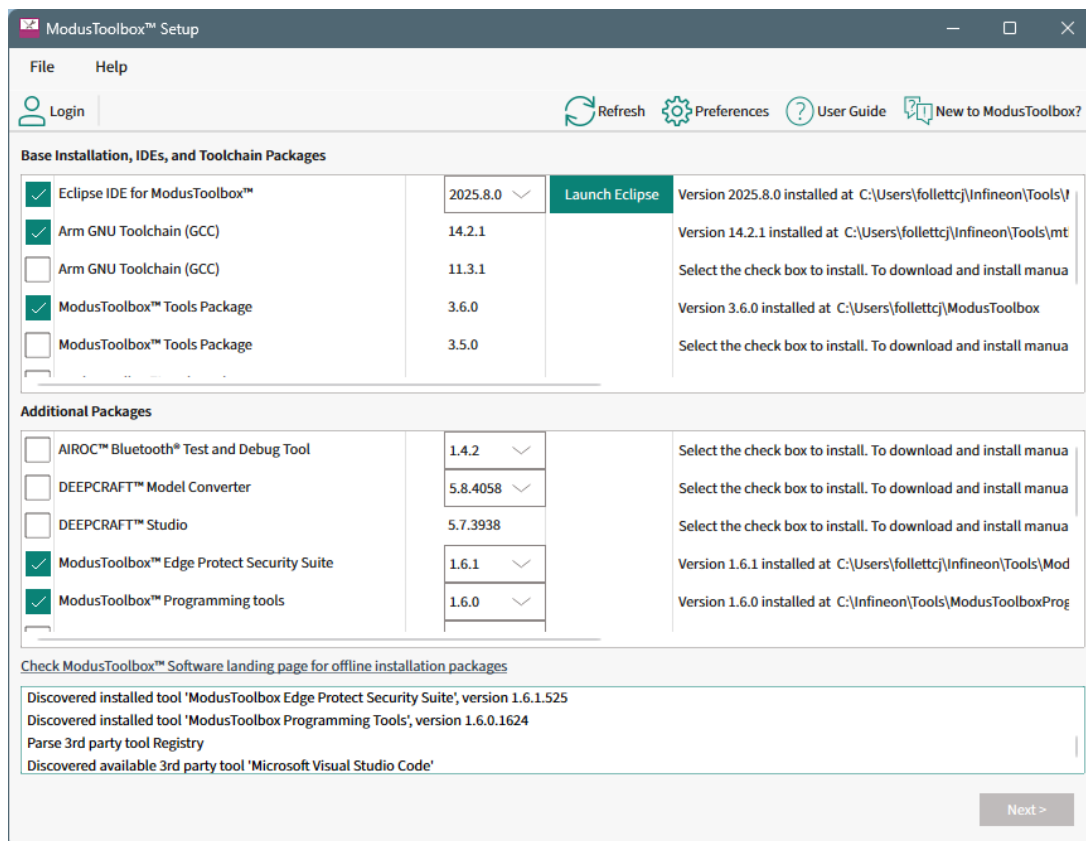 ModusToolbox™ Setup
File Help
Login Refresh Preferences User Guide New to ModusToolbox?
Base Installation, IDEs, and Toolchain Packages
Eclipse IDE for ModusToolbox™ 2025.8.0 Launch Eclipse Version 2025.8.0 installed at C:\Users\follettcj\Infineon\Tools\
Arm GNU Toolchain (GCC) 14.2.1 Version 14.2.1 installed at C:\Users\follettcj\Infineon\Tools\mt
Arm GNU Toolchain (GCC) 11.3.1 Select the check box to install. To download and install manua
ModusToolbox™ Tools Package 3.6.0 Version 3.6.0 installed at C:\Users\follettcj\ModusToolbox
ModusToolbox™ Tools Package 3.5.0 Select the check box to install. To download and install manua
Additional Packages
AIROC™ Bluetooth® Test and Debug Tool 1.4.2 Select the check box to install. To download and install manua
DEEPCRAFT™ Model Converter 5.8.4058 Select the check box to install. To download and install manua
DEEPCRAFT™ Studio 5.7.3938 Select the check box to install. To download and install manua
ModusToolbox™ Edge Protect Security Suite 1.6.1 Version 1.6.1 installed at C:\Users\follettcj\Infineon\Tools\Mod
ModusToolbox™ Programming tools 1.6.0 Version 1.6.0 installed at C:\Infineon\Tools\ModusToolboxProg
Check ModusToolbox™ Software landing page for offline installation packages
Discovered installed tool 'ModusToolbox Edge Protect Security Suite', version 1.6.1.525
Discovered installed tool 'ModusToolbox Programming Tools', version 1.6.0.1624
Parse 3rd party tool Registry
Discovered available 3rd party tool 'Microsoft Visual Studio Code'
Next >